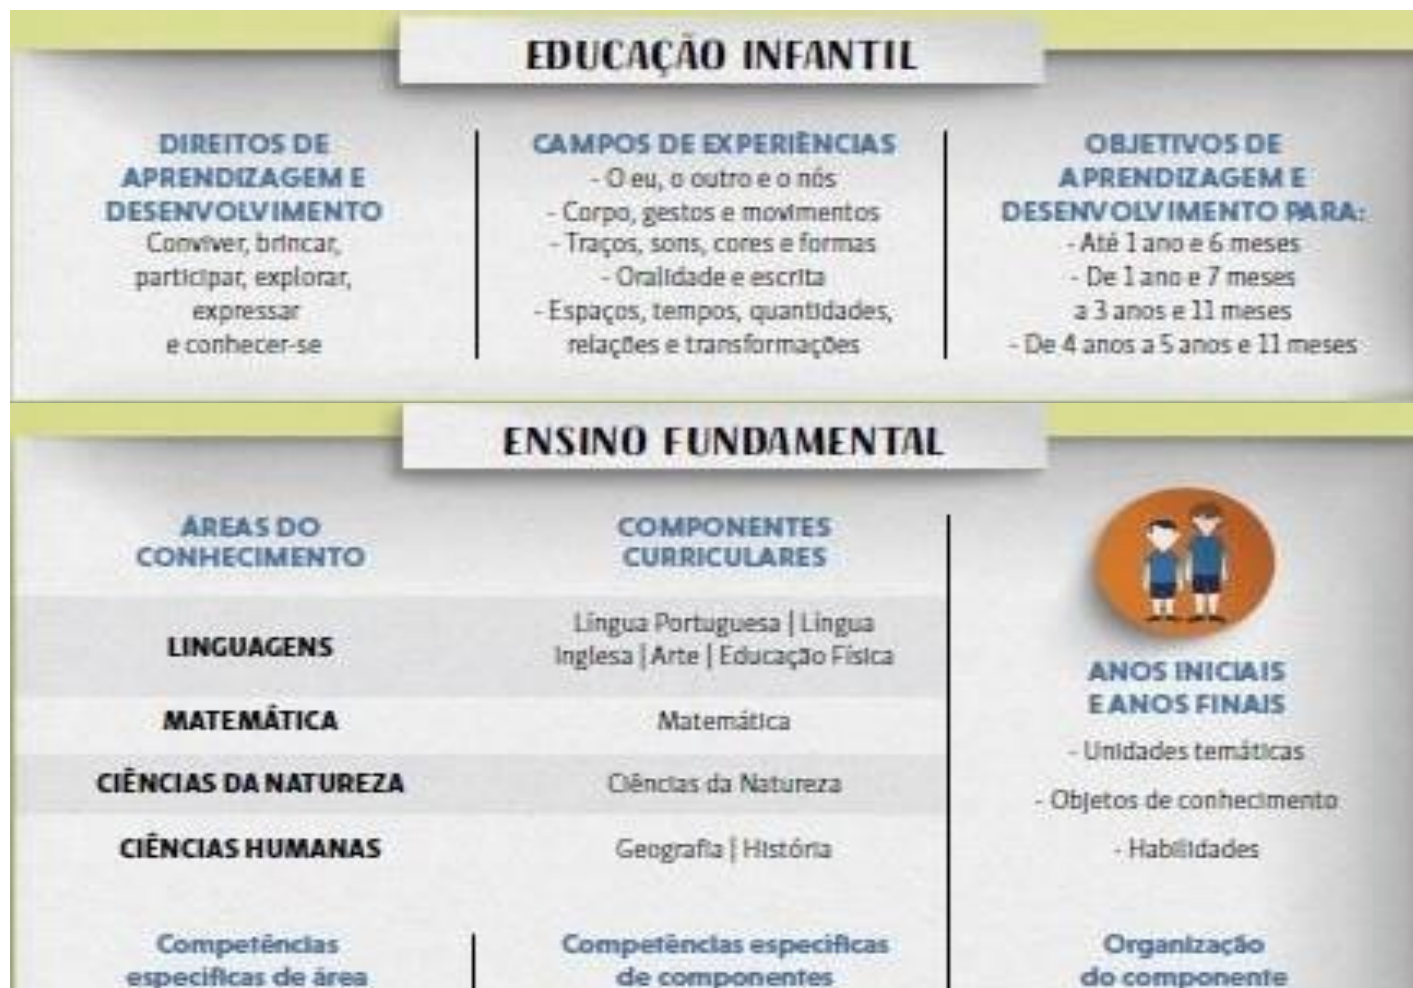 EDUCAÇÃO INFANTIL
DIREITOS DE
APRENDIZAGEM E
DESENVOLVIMENTO
Conviver, brincar,
participar, explorar,
expressar
e conhecer-se
CAMPOS DE EXPERIÊNCIAS
- O eu, o outro e o nós
- Corpo, gestos e movimentos
- Traços, sons, cores e formas
- Oralidade e escrita
- Espaços, tempos, quantidades,
relações e transformações
OBJETIVOS DE
APRENDIZAGEM E
DESENVOLVIMENTO PARA:
- Até 1 ano e 6 meses
- De 1 ano e 7 meses
a 3 anos e 11 meses
- De 4 anos a 5 anos e 11 meses
ENSINO FUNDAMENTAL
ÁREAS DO
CONHECIMENTO
COMPONENTES
CURRICULARES
LINGUAGENS
Língua Portuguesa | Língua
Inglesa | Arte | Educação Física
MATEMÁTICA
Matemática
CIÊNCIAS DA NATUREZA
Ciências da Natureza
CIÊNCIAS HUMANAS
Geografia | História
ANOS INICIAIS
E ANOS FINAIS
- Unidades temáticas
- Objetos de conhecimento
- Habilidades
Competências
específicas de área
Competências específicas
de componentes
Organização
do componente